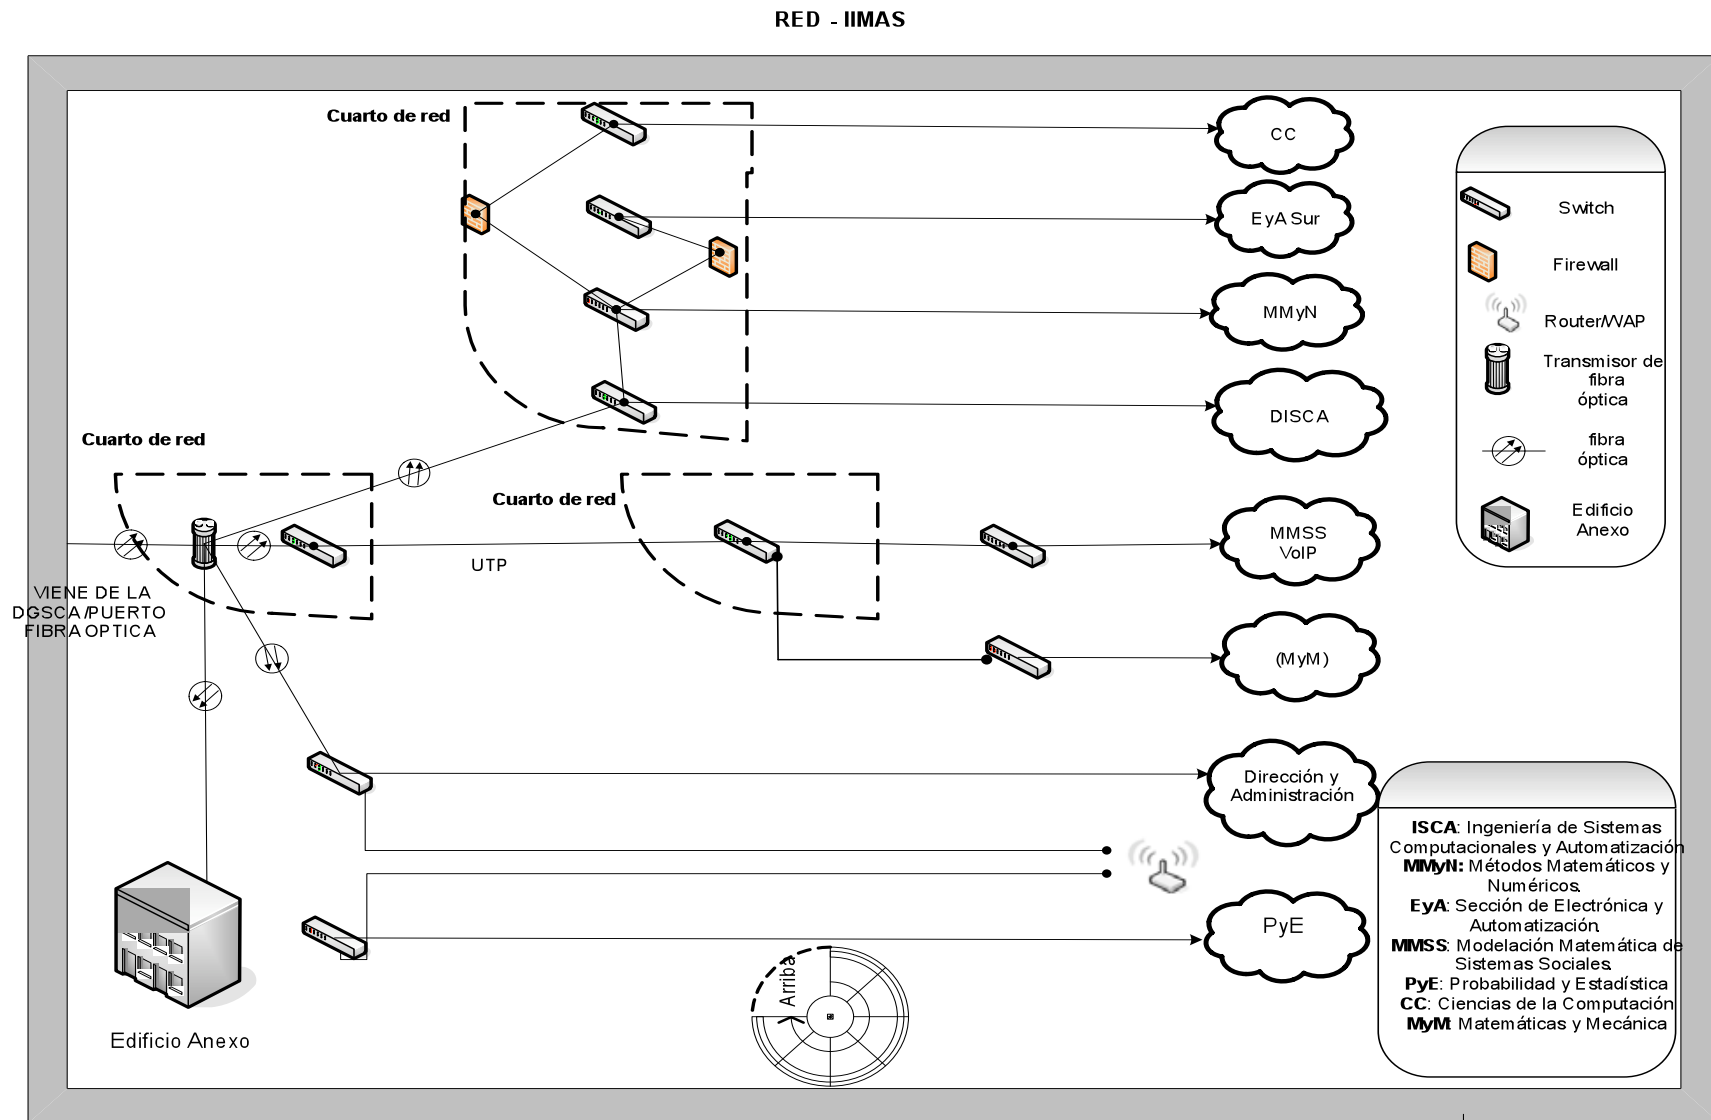 RED - IIMAS
Cuarto de red
CC
EyA Sur
MMyN
DISCA
Cuarto de red
Cuarto de red
UTP
VIENE DE LA
DGSCA/PUERTO
FIBRA OPTICA
MMSS
VoIP
(MyM)
Dirección y
Administración
PyE
Arriba
Edificio Anexo
Switch
Firewall
Router/WAP
Transmisor de
fibra
óptica
fibra
óptica
Edificio
Anexo
ISCA: Ingeniería de Sistemas
Computacionales y Automatización
MMyN: Métodos Matemáticos y
Numéricos.
EyA: Sección de Electrónica y
Automatización.
MMSS: Modelación Matemática de
Sistemas Sociales.
PyE: Probabilidad y Estadística
CC: Ciencias de la Computación
MyM: Matemáticas y Mecánica